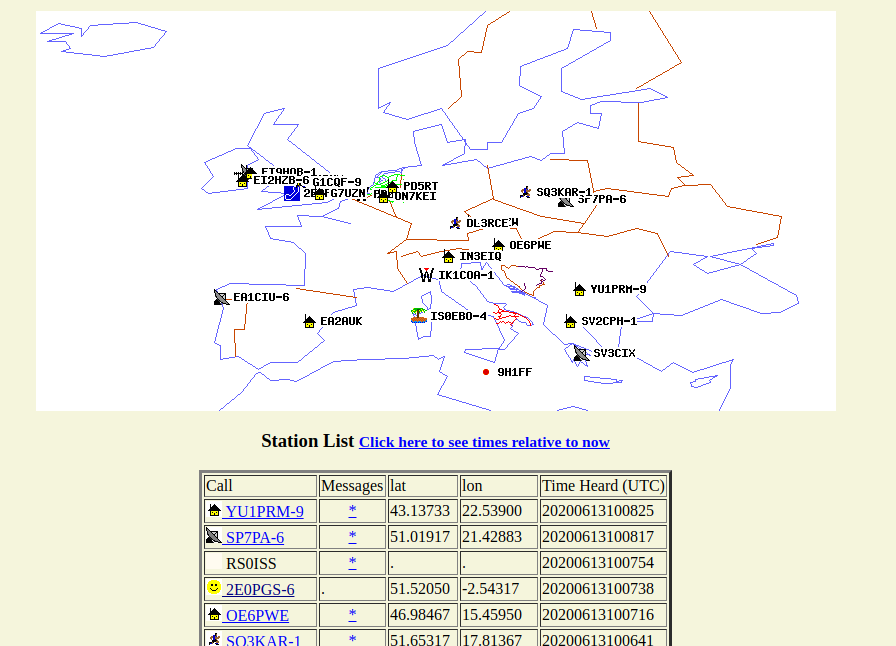 EI9HQB-1
EI2HZB-6 G1CQF-9
PD5RT
SQ3KAR-1
SP7PA-6
ON7KEI
DL3RCE
OE6PWE
IN3EIQ
IK1COA-1
YU1PRM-9
EA1CIU-6
IS0EBO-4
EA2AUK
SV2CPH-1
SV3CIX
9H1FF
Station List Click here to see times relative to now
Call Messages lat lon Time Heard (UTC)
YU1PRM-9 * 43.13733 22.53900 20200613100825
SP7PA-6 * 51.01917 21.42883 20200613100817
RS0ISS * . . 20200613100754
2E0PGS-6 . 51.52050 -2.54317 20200613100738
OE6PWE * 46.98467 15.45950 20200613100716
SQ3KAR-1 * 51.65317 17.81367 20200613100641